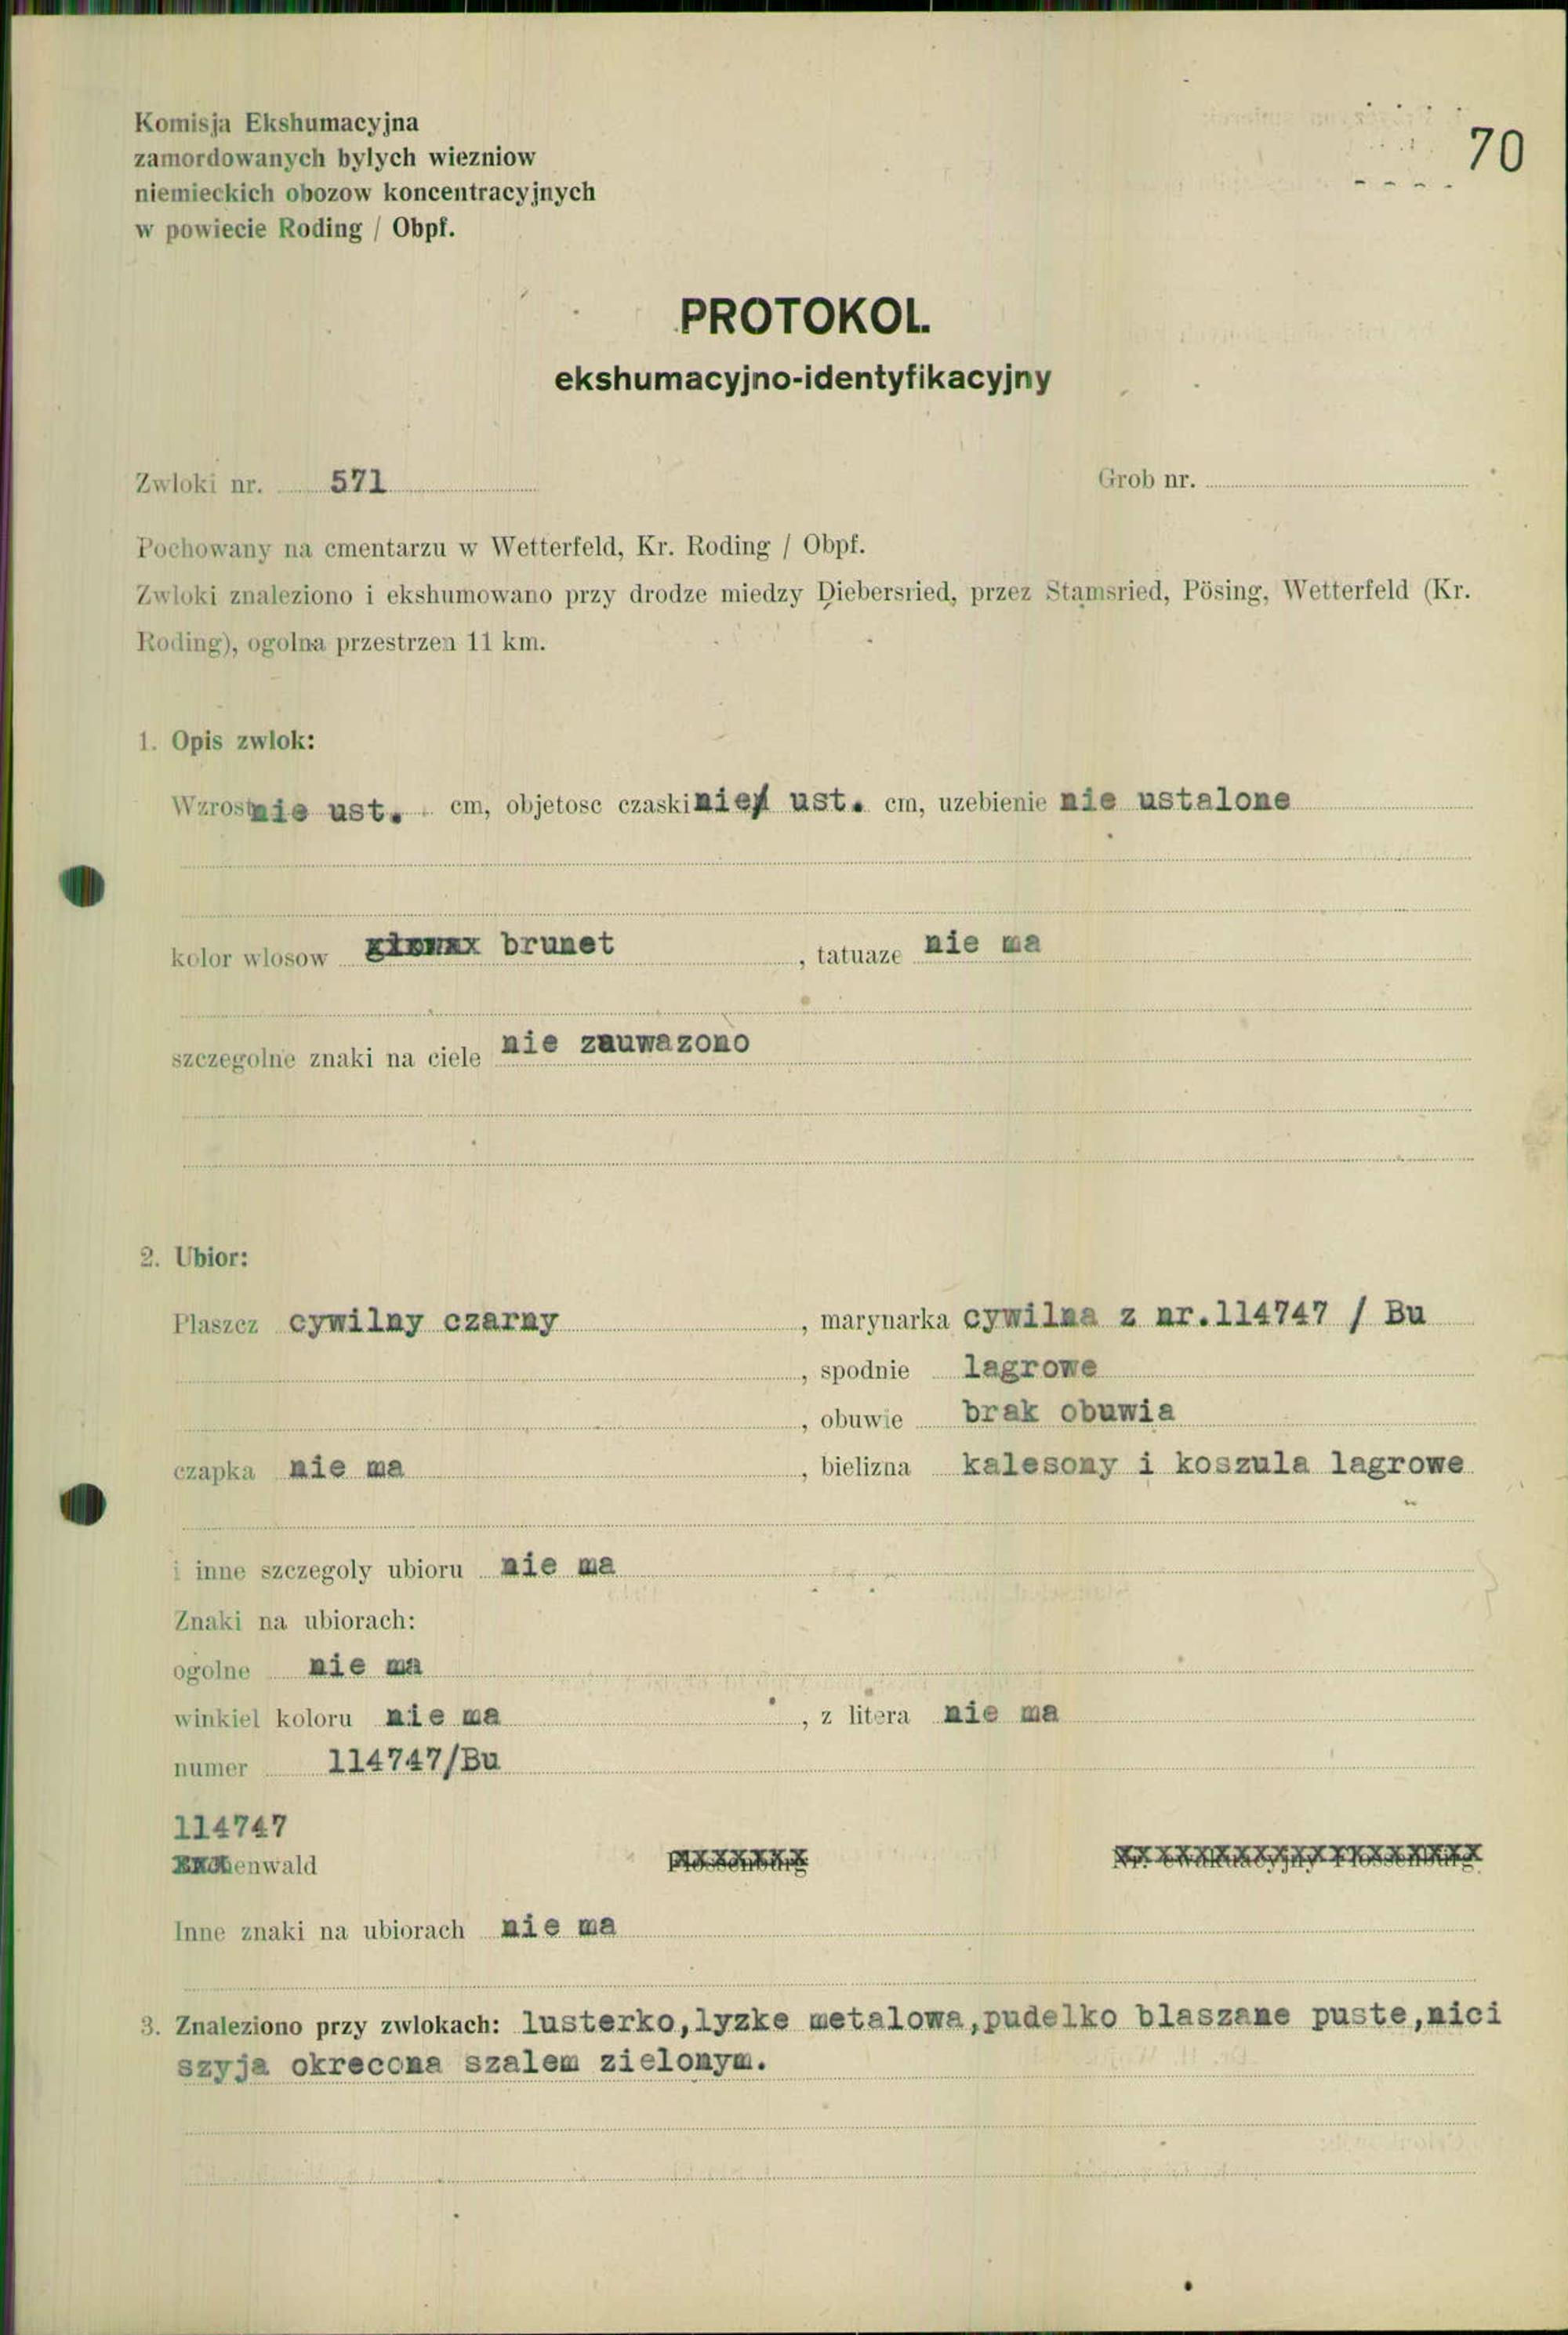 70
Komisja Ekshumacyjna
zamordowanych bylych wiezniow
niemieckich obozow koncentracyjnych
w powiecie Roding / Obpf.
PROTOKOL
ekshumacyjno-identyfikacyjny
Zwloki nr. 571 Grob nr.
Pochowany na cmentarzu w Wetterfeld, Kr. Roding / Obpf.
Zwloki znaleziono i ekshumowano przy drodze miedzy Diebersried, przez Stamsried, Pösing, Wetterfeld (Kr.
Roding), ogolna przestrzen 11 km.
1. Opis zwlok:
Wzrost nie ust. cm, objetosc czaski nie ust. cm, uzebienie nie ustalone
kolor wlosow brunet , tatuaze nie ma
szczegolne znaki na ciele nie zauwazono
2. Ubior:
Plaszcz cywilny czarny , marynarka cywilna z nr.114747 / Bu
, spodnie lagrowe
, obuwie brak obuwia
czapka nie ma , bielizna kalesony i koszula lagrowe
i inne szczegoly ubioru nie ma
Znaki na ubiorach:
ogolne nie ma
winkiel koloru nie ma , z litera nie ma
numer 114747/Bu
114747
Buchenwald
Inne znaki na ubiorach nie ma
3. Znaleziono przy zwlokach: lusterko,lyzke metalowa,pudelko blaszane puste,nici
szyja okrecona szalem zielonym.